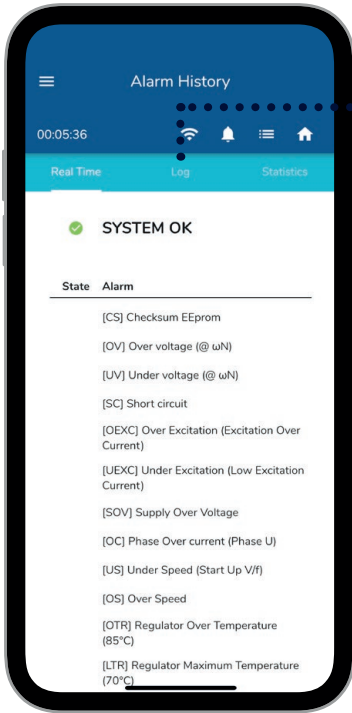 Alarm History
00:05:36
Real Time Log Statistics
SYSTEM OK
State Alarm
[CS] Checksum EEprom
[OV] Over voltage (@ ωN)
[UV] Under voltage (@ ωN)
[SC] Short circuit
[OEXC] Over Excitation (Excitation Over
Current)
[UEXC] Under Excitation (Low Excitation
Current)
[SOV] Supply Over Voltage
[OC] Phase Over current (Phase U)
[US] Under Speed (Start Up V/f)
[OS] Over Speed
[OTR] Regulator Over Temperature
(85°C)
[LTR] Regulator Maximum Temperature
(70°C)